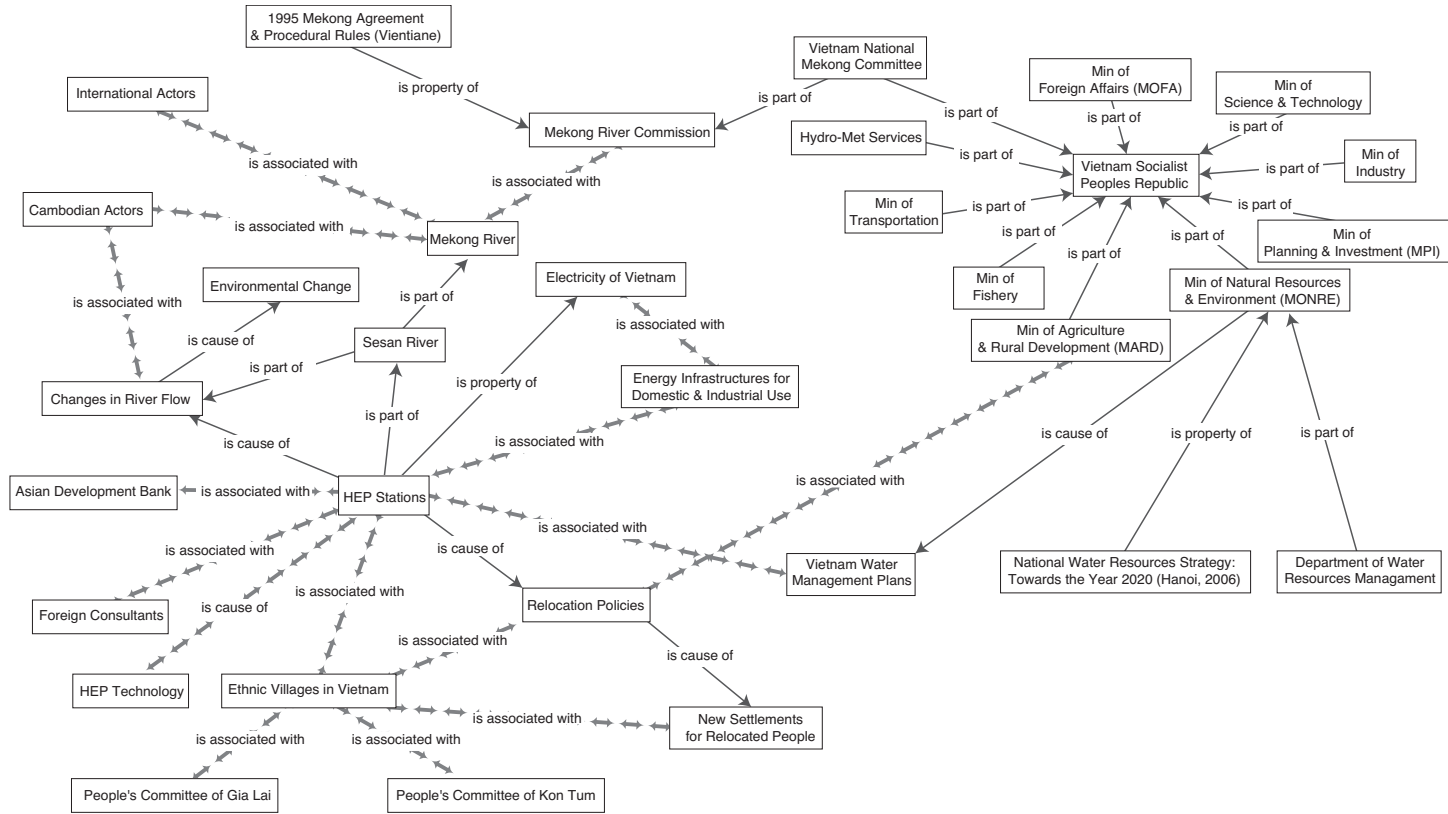 1995 Mekong Agreement
& Procedural Rules (Vientiane)
Vietnam National
Mekong Committee
Min of
Foreign Affairs (MOFA)
Min of
Science & Technology
International Actors
is property of
is part of
is part of
is part of
is part of
Mekong River Commission
Hydro-Met Services
is part of
Vietnam Socialist
Peoples Republic
is part of
Min of
Industry
is associated with
is associated with
Cambodian Actors
is associated with
Mekong River
Min of
Transportation
is part of
is part of
is part of
is part of
Min of
Planning & Investment (MPI)
Environmental Change
Electricity of Vietnam
Min of
Fishery
Min of Natural Resources
& Environment (MONRE)
is associated with
is part of
is associated with
is cause of
Sesan River
Min of Agriculture
& Rural Development (MARD)
is part of
is property of
Energy Infrastructures for
Domestic & Industrial Use
Changes in River Flow
is part of
is cause of
is associated with
is cause of
is property of
is part of
Asian Development Bank
is associated with
HEP Stations
is associated with
is associated with
is associated with
is cause of
Vietnam Water
Management Plans
National Water Resources Strategy:
Towards the Year 2020 (Hanoi, 2006)
Department of Water
Resources Managament
Foreign Consultants
is cause of
is associated with
Relocation Policies
is associated with
is cause of
HEP Technology
Ethnic Villages in Vietnam
is associated with
New Settlements
for Relocated People
is associated with
is associated with
People's Committee of Gia Lai
People's Committee of Kon Tum